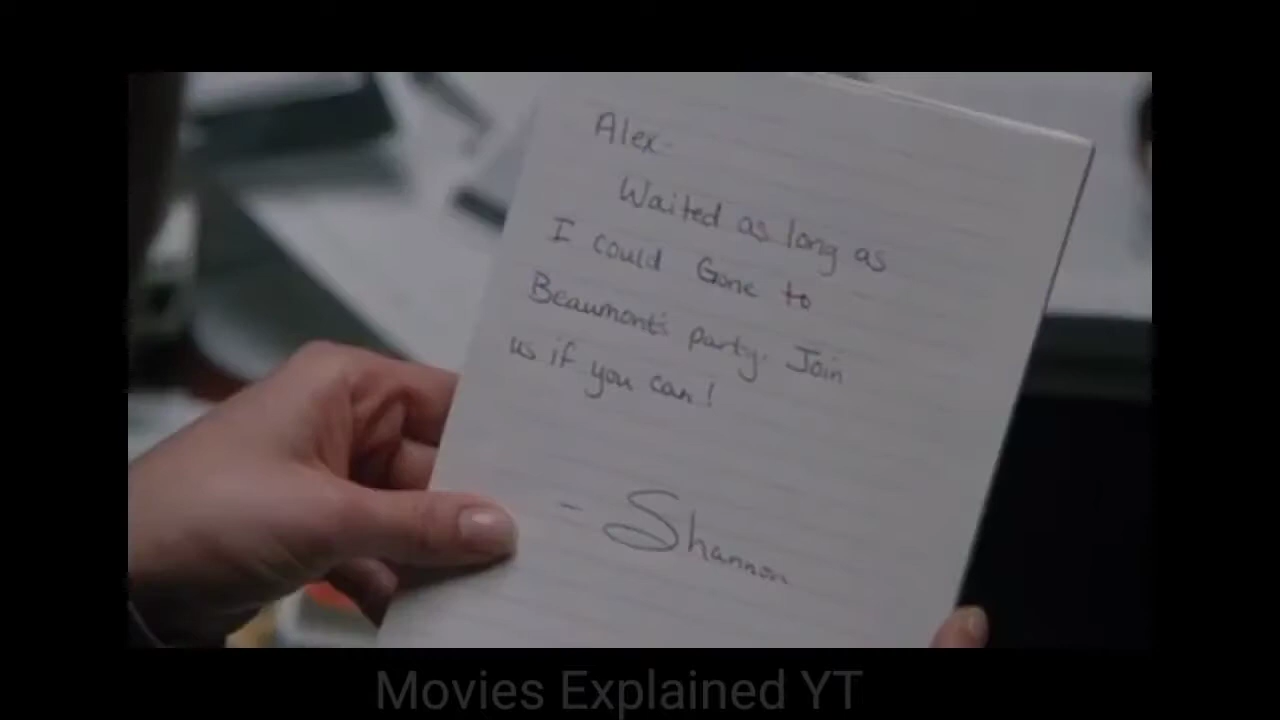 Alex-
Waited as long as
I could Gone to
Beaumont's party. Join
us if you can!
- Shannon
Movies Explained YT